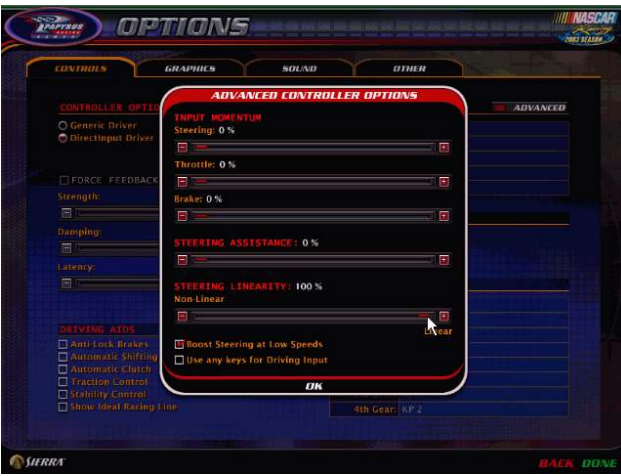 PAPYRUS
RACING
GAMES
OPTIONS
NASCAR
Racing
2003 SEASON
CONTROLS GRAPHICS SOUND OTHER
CONTROLLER OPTIO
ADVANCED
Generic Driver
DirectInput Driver
FORCE FEEDBACK
Strength:
Damping:
Latency:
DRIVING AIDS
Anti-Lock Brakes
Automatic Shifting
Automatic Clutch
Traction Control
Stability Control
Show Ideal Racing Line
ADVANCED CONTROLLER OPTIONS
INPUT MOMENTUM
Steering: 0 %
Throttle: 0 %
Brake: 0 %
STEERING ASSISTANCE: 0 %
STEERING LINEARITY: 100 %
Non-Linear
Linear
Boost Steering at Low Speeds
Use any keys for Driving Input
OK
4th Gear: KP 2
SIERRA
BACK DONE